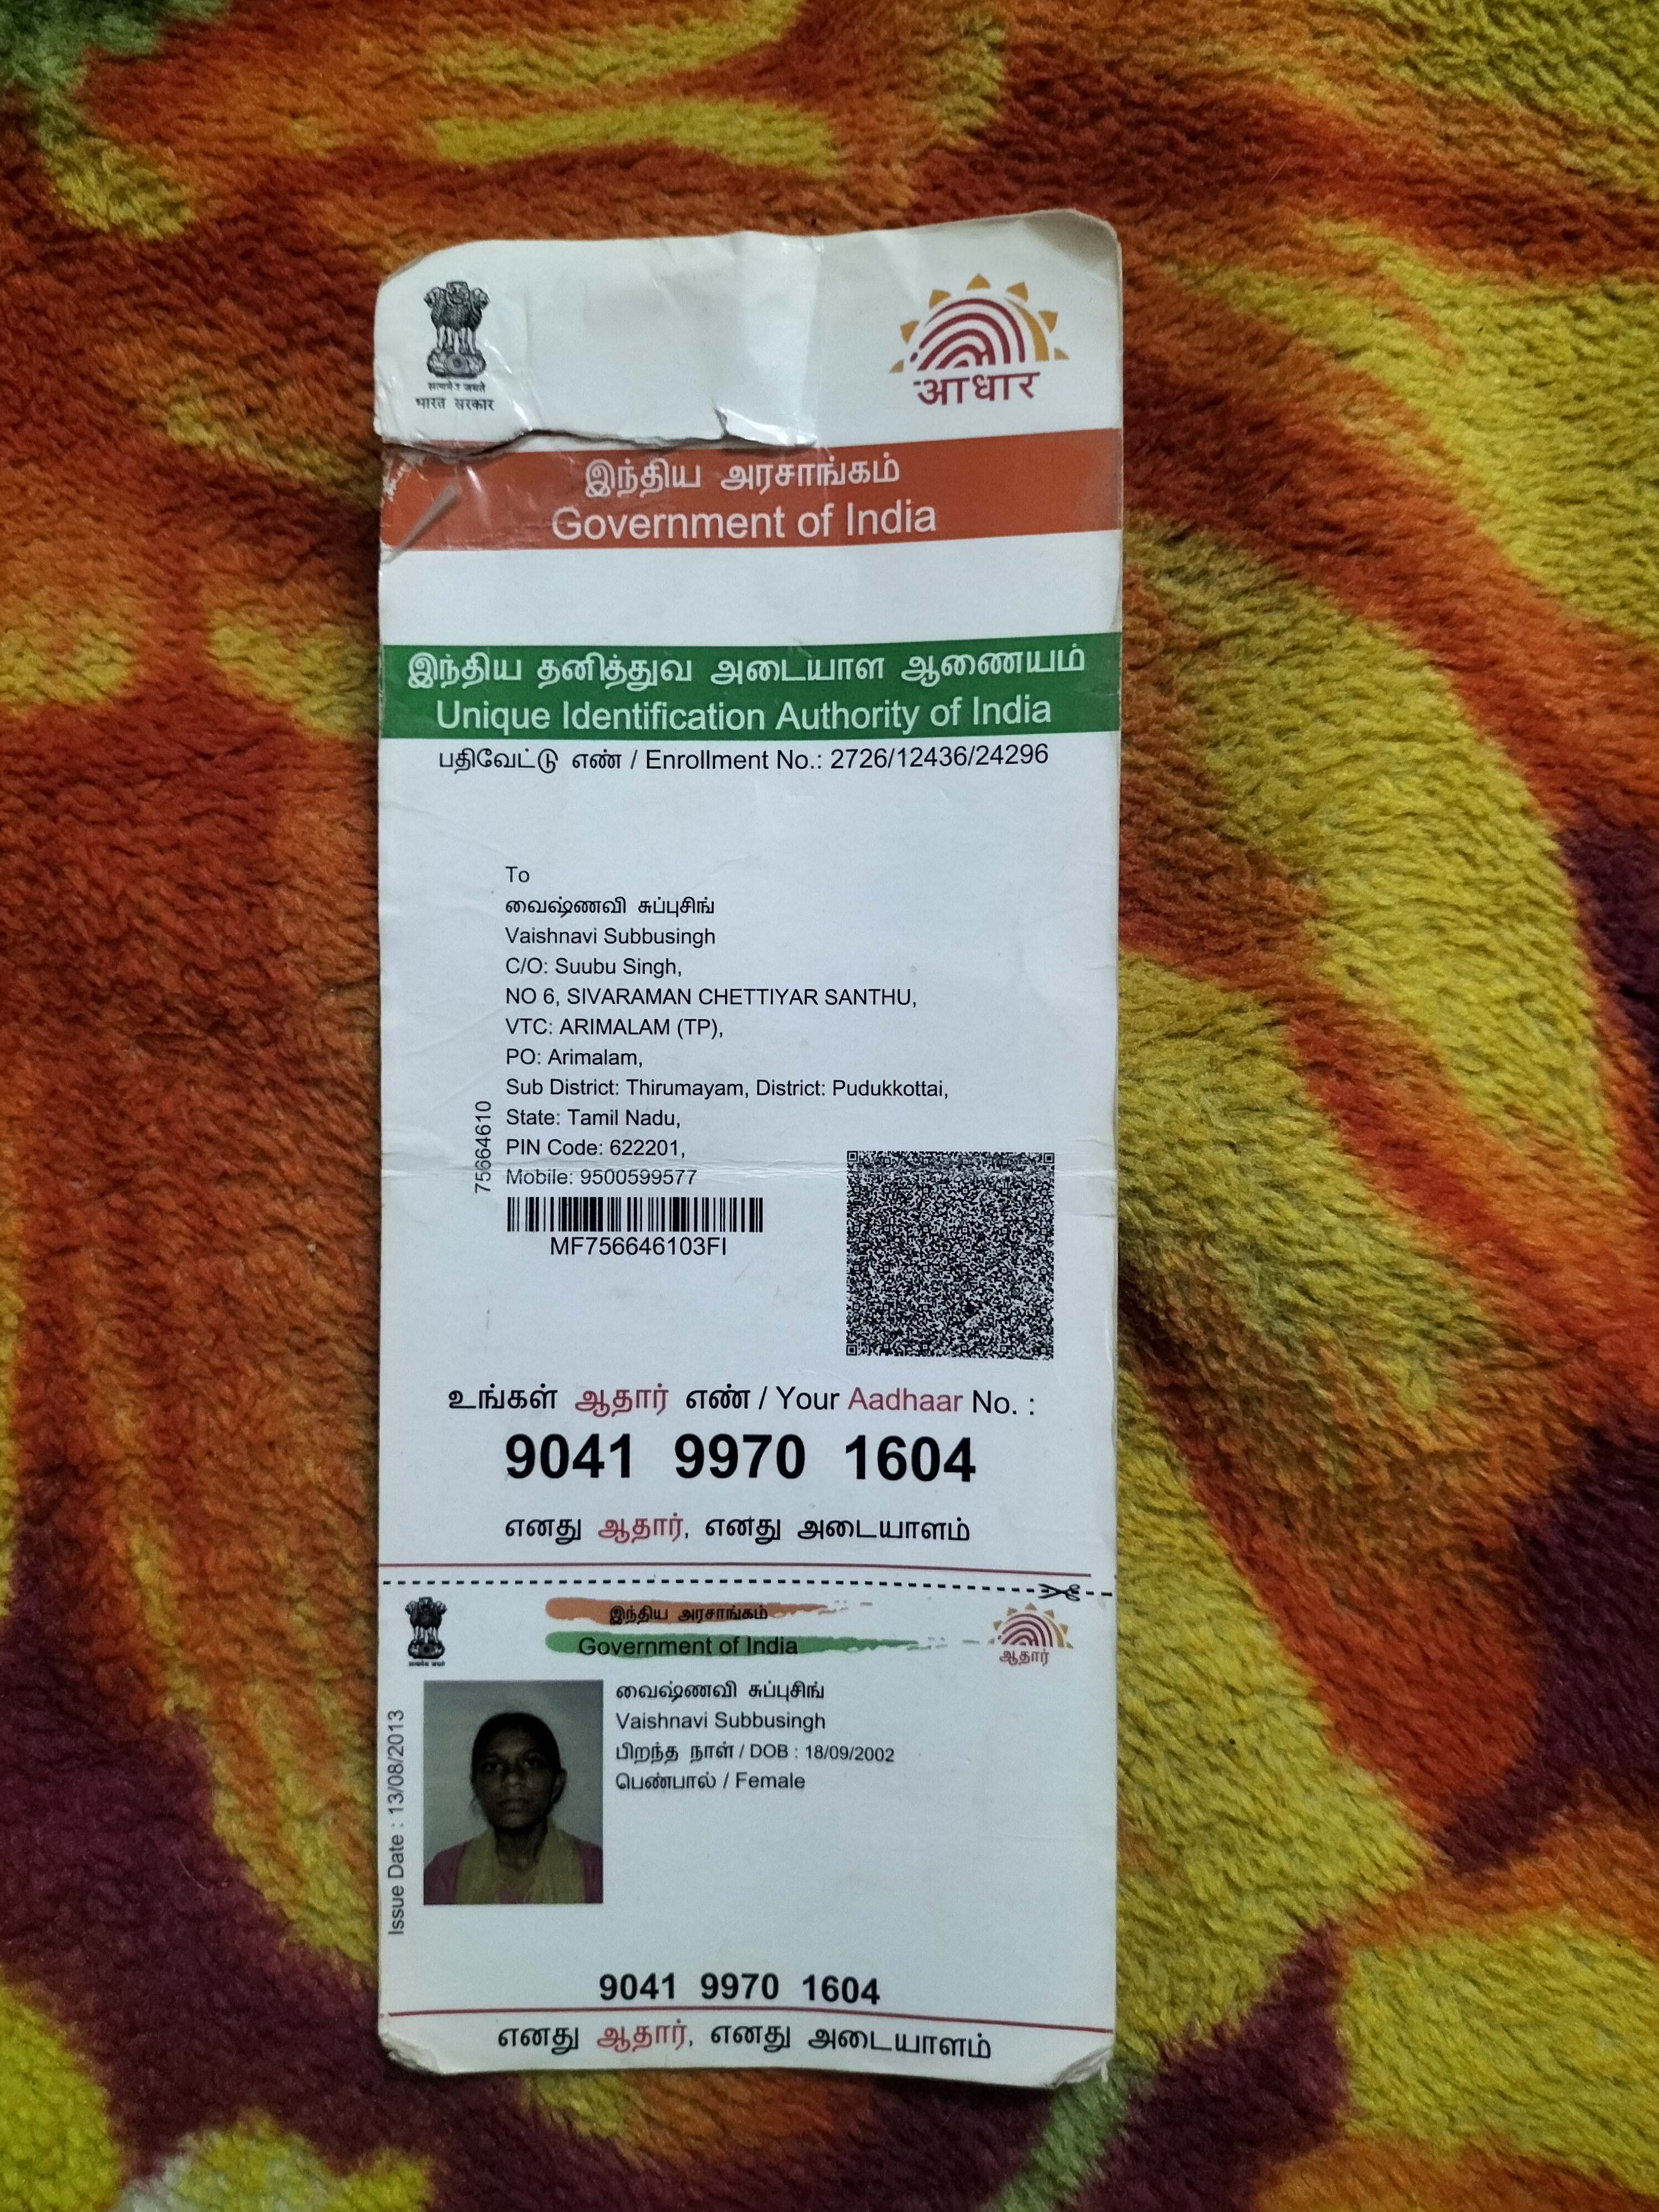 सत्यमेव जयते
भारत सरकार
आधार
இந்திய அரசாங்கம்
Government of India
இந்திய தனித்துவ அடையாள ஆணையம்
Unique Identification Authority of India
பதிவேட்டு எண் / Enrollment No.: 2726/12436/24296
To
வைஷ்ணவி சுப்புசிங்
Vaishnavi Subbusingh
C/O: Suubu Singh,
NO 6, SIVARAMAN CHETTIYAR SANTHU,
VTC: ARIMALAM (TP),
PO: Arimalam,
Sub District: Thirumayam, District: Pudukkottai,
State: Tamil Nadu,
PIN Code: 622201,
Mobile: 9500599577
75664610
MF756646103FI
உங்கள் ஆதார் எண் / Your Aadhaar No. :
9041 9970 1604
எனது ஆதார், எனது அடையாளம்
இந்திய அரசாங்கம்
Government of India
ஆதார்
வைஷ்ணவி சுப்புசிங்
Vaishnavi Subbusingh
பிறந்த நாள் / DOB : 18/09/2002
பெண்பால் / Female
Issue Date : 13/08/2013
9041 9970 1604
எனது ஆதார், எனது அடையாளம்